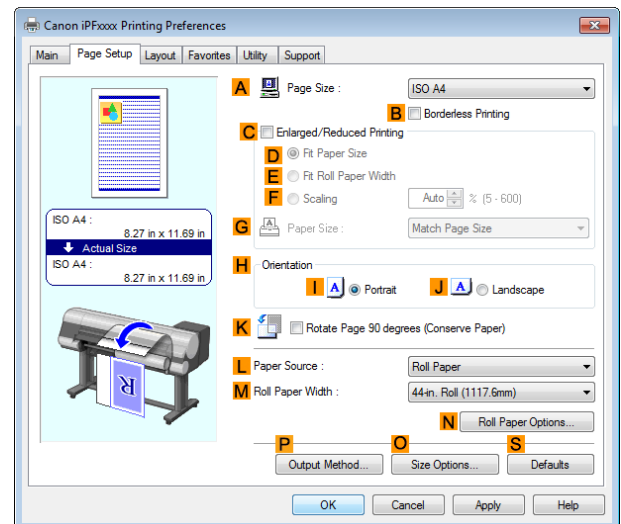 Canon iPFxxxx Printing Preferences
Main Page Setup Layout Favorites Utility Support
A Page Size : ISO A4
B Borderless Printing
C Enlarged/Reduced Printing
D Fit Paper Size
E Fit Roll Paper Width
F Scaling Auto % (5 - 600)
G Paper Size : Match Page Size
ISO A4 :
8.27 in x 11.69 in
Actual Size
ISO A4 :
8.27 in x 11.69 in
H Orientation
I A Portrait J A Landscape
K Rotate Page 90 degrees (Conserve Paper)
L Paper Source : Roll Paper
M Roll Paper Width : 44-in. Roll (1117.6mm)
N Roll Paper Options...
R
P O S
Output Method... Size Options... Defaults
OK Cancel Apply Help